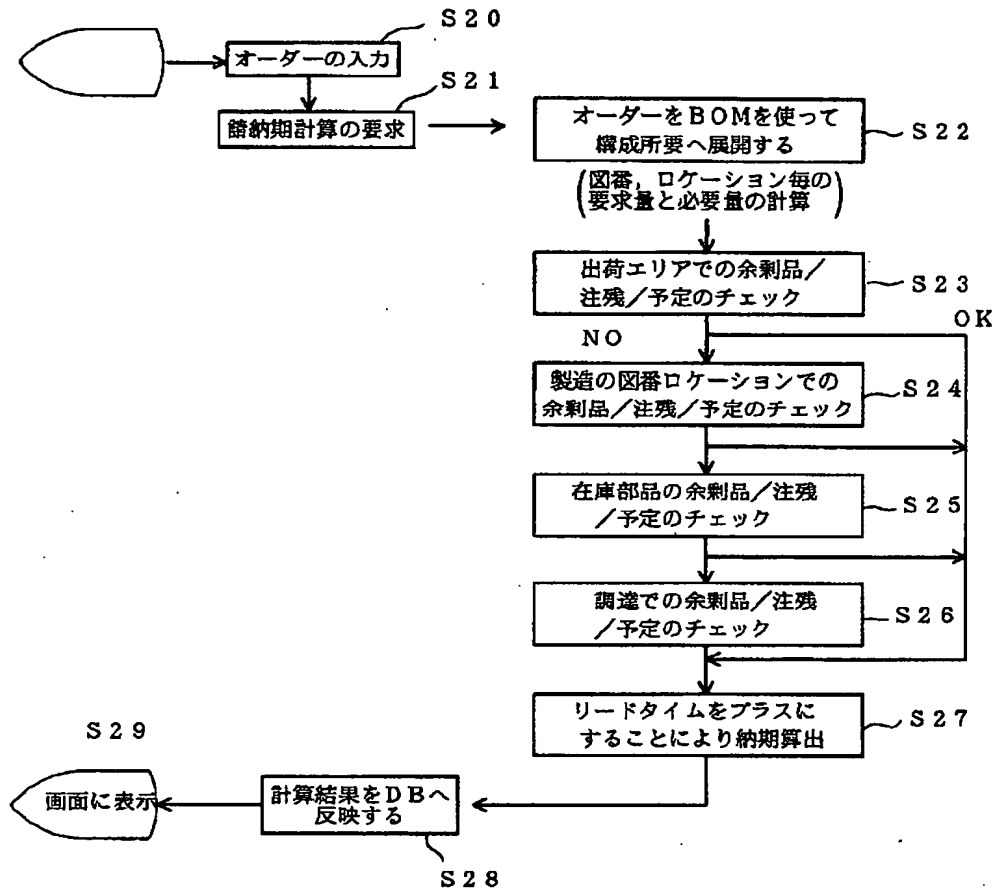 S20
オーダーの入力
S21
請納期計算の要求
オーダーをBOMを使って
構成所要へ展開する
S22
(図番,ロケーション毎の
要求量と必要量の計算)
出荷エリアでの余剰品/
注残/予定のチェック
S23
NO
OK
製造の図番ロケーションでの
余剰品/注残/予定のチェック
S24
在庫部品の余剰品/注残
/予定のチェック
S25
調達での余剰品/注残
/予定のチェック
S26
リードタイムをプラスに
することにより納期算出
S27
計算結果をDBへ
反映する
S28
S29
画面に表示